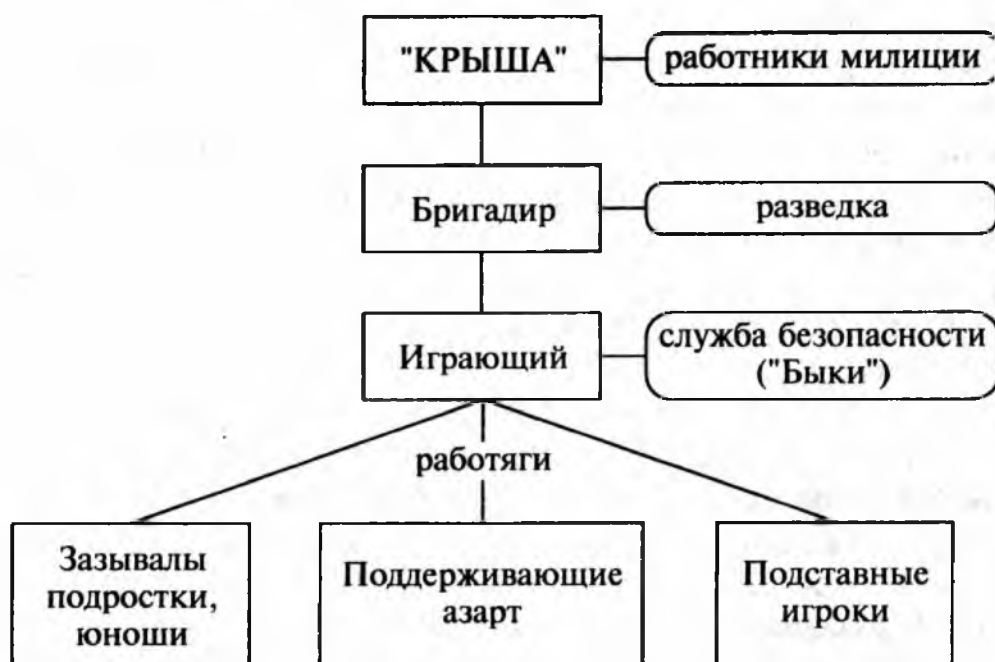 "КРЫША"
работники милиции
Бригадир
разведка
Играющий
служба безопасности
("Быки")
работяги
Зазывалы
подростки,
юноши
Поддерживающие
азарт
Подставные
игроки